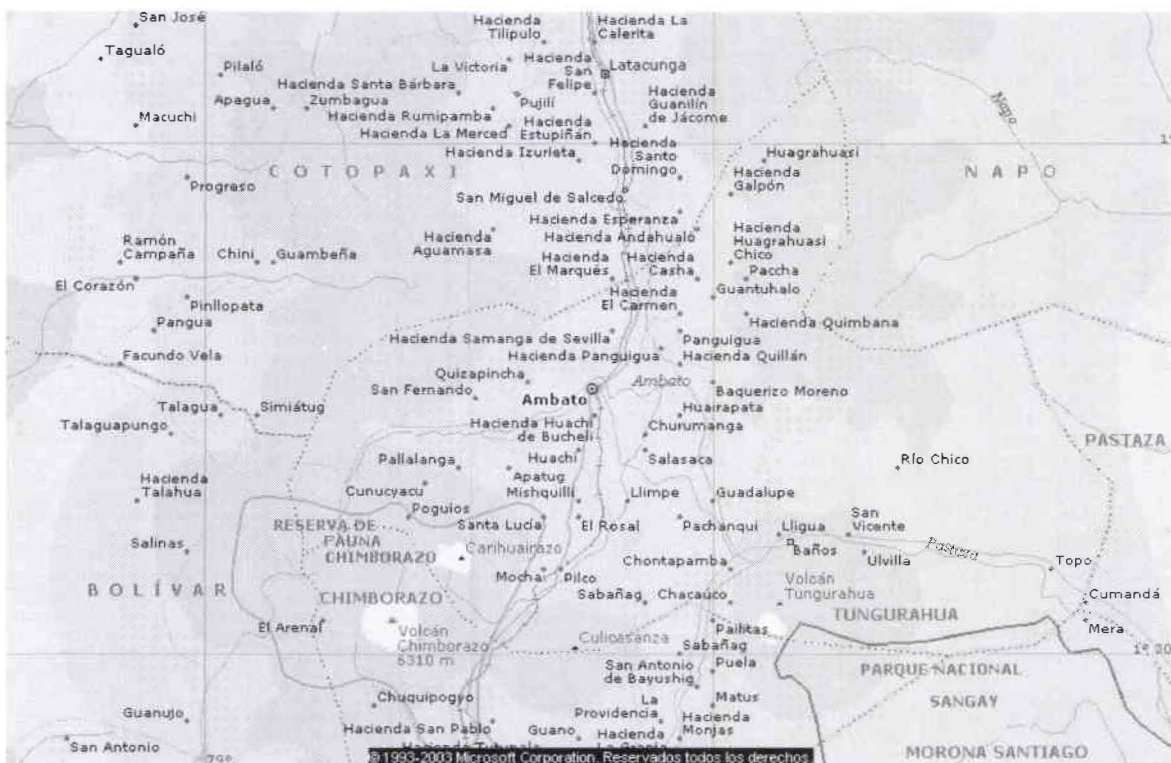 San José
Hacienda
Tilipulo
Hacienda La
Calerita
Tagualó
Pilaló
La Victoria
Hacienda
San
Felipe
Latacunga
Hacienda Santa Bárbara
Apagua
Zumbagua
Pujilí
Hacienda
Guanilín
de Jácome
Napo
Macuchi
Hacienda Rumipamba
Hacienda La Merced
Hacienda
Estupiñán
Hacienda Izurieta
Hacienda
Santo
Domingo
Huagrahuasi
COTOPAXI
NAPO
Progreso
Hacienda
Galpón
San Miguel de Salcedo
Hacienda Esperanza
Ramón
Campaña
Chini
Guambeña
Hacienda
Aguamasa
Hacienda Andahualó
Hacienda
Huagrahuasi
Chico
Hacienda
El Marqués
Hacienda
Casha
Paccha
El Corazón
Pinllopata
Hacienda
El Carmen
Guantuhalo
Pangua
Hacienda Quimbana
Hacienda Samanga de Sevilla
Panguigua
Facundo Vela
Hacienda Panguigua
Hacienda Quillán
Quizapincha
San Fernando
Ambato
Ambato
Baquerizo Moreno
Talagua
Simiátug
Huairapata
Talaguapungo
Hacienda Huachi
de Bucheli
Churumanga
PASTAZA
Pallalanga
Huachi
Salasaca
Río Chico
Hacienda
Talahua
Cunucyacu
Apatug
Mishquillí
Llimpe
Guadalupe
Poguios
RESERVA DE
FAUNA
CHIMBORAZO
Santa Lucía
El Rosal
Pachanqui
Lligua
San
Vicente
Salinas
Carihuairazo
Baños
Pastaza
Ulvilla
Chontapamba
Topo
BOLÍVAR
Mocha
Pilco
Volcán
Tungurahua
CHIMBORAZO
Sabañag
Chacaúco
TUNGURAHUA
Cumandá
El Arenal
Volcán
Chimborazo
6310 m
Pailitas
Mera
Culicasanza
Sabañag
San Antonio
de Bayushig
Puela
PARQUE NACIONAL
SANGAY
Chuquipogyo
La
Providencia
Matus
Guanujo
Hacienda San Pablo
Guano
Hacienda
Hacienda
Monjas
San Antonio
79°
MORONA SANTIAGO
© 1993-2003 Microsoft Corporation. Reservados todos los derechos.